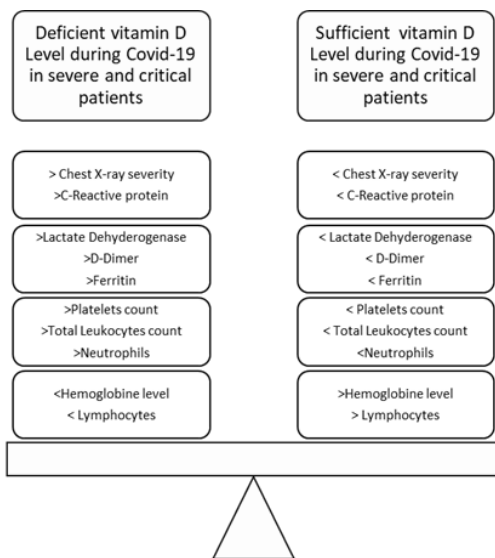 Deficient vitamin D
Level during Covid-19
in severe and critical
patients
> Chest X-ray severity
>C-Reactive protein
>Lactate Dehyderogenase
>D-Dimer
>Ferritin
>Platelets count
>Total Leukocytes count
>Neutrophils
<Hemoglobine level
< Lymphocytes
Sufficient vitamin D
Level during Covid-19
in severe and critical
patients
< Chest X-ray severity
< C-Reactive protein
< Lactate Dehyderogenase
< D-Dimer
< Ferritin
< Platelets count
< Total Leukocytes count
<Neutrophils
>Hemoglobine level
> Lymphocytes